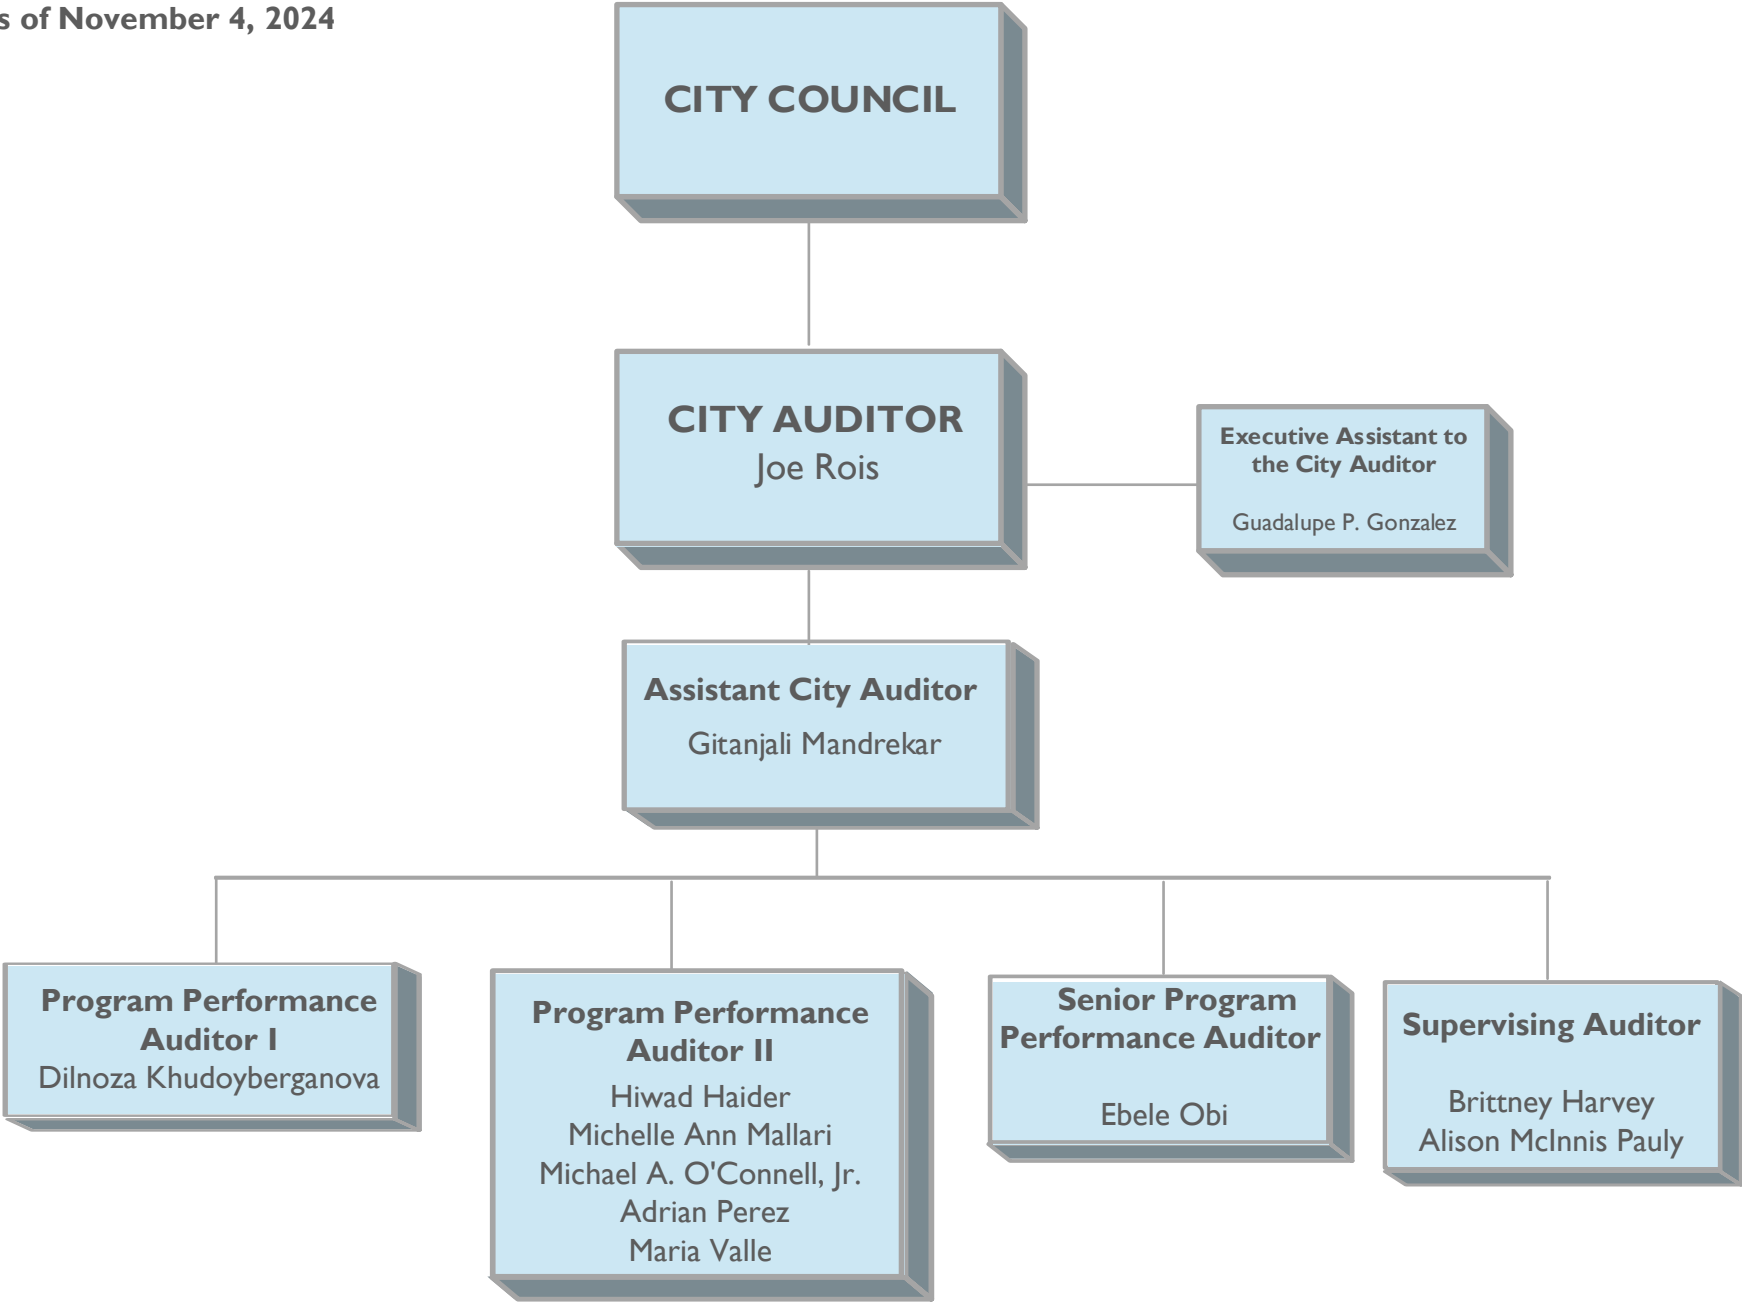 s of November 4, 2024
CITY COUNCIL
CITY AUDITOR
Joe Rois
Executive Assistant to
the City Auditor
Guadalupe P. Gonzalez
Assistant City Auditor
Gitanjali Mandrekar
Program Performance
Auditor I
Dilnoza Khudoyberganova
Program Performance
Auditor II
Hiwad Haider
Michelle Ann Mallari
Michael A. O'Connell, Jr.
Adrian Perez
Maria Valle
Senior Program
Performance Auditor
Ebele Obi
Supervising Auditor
Brittney Harvey
Alison McInnis Pauly